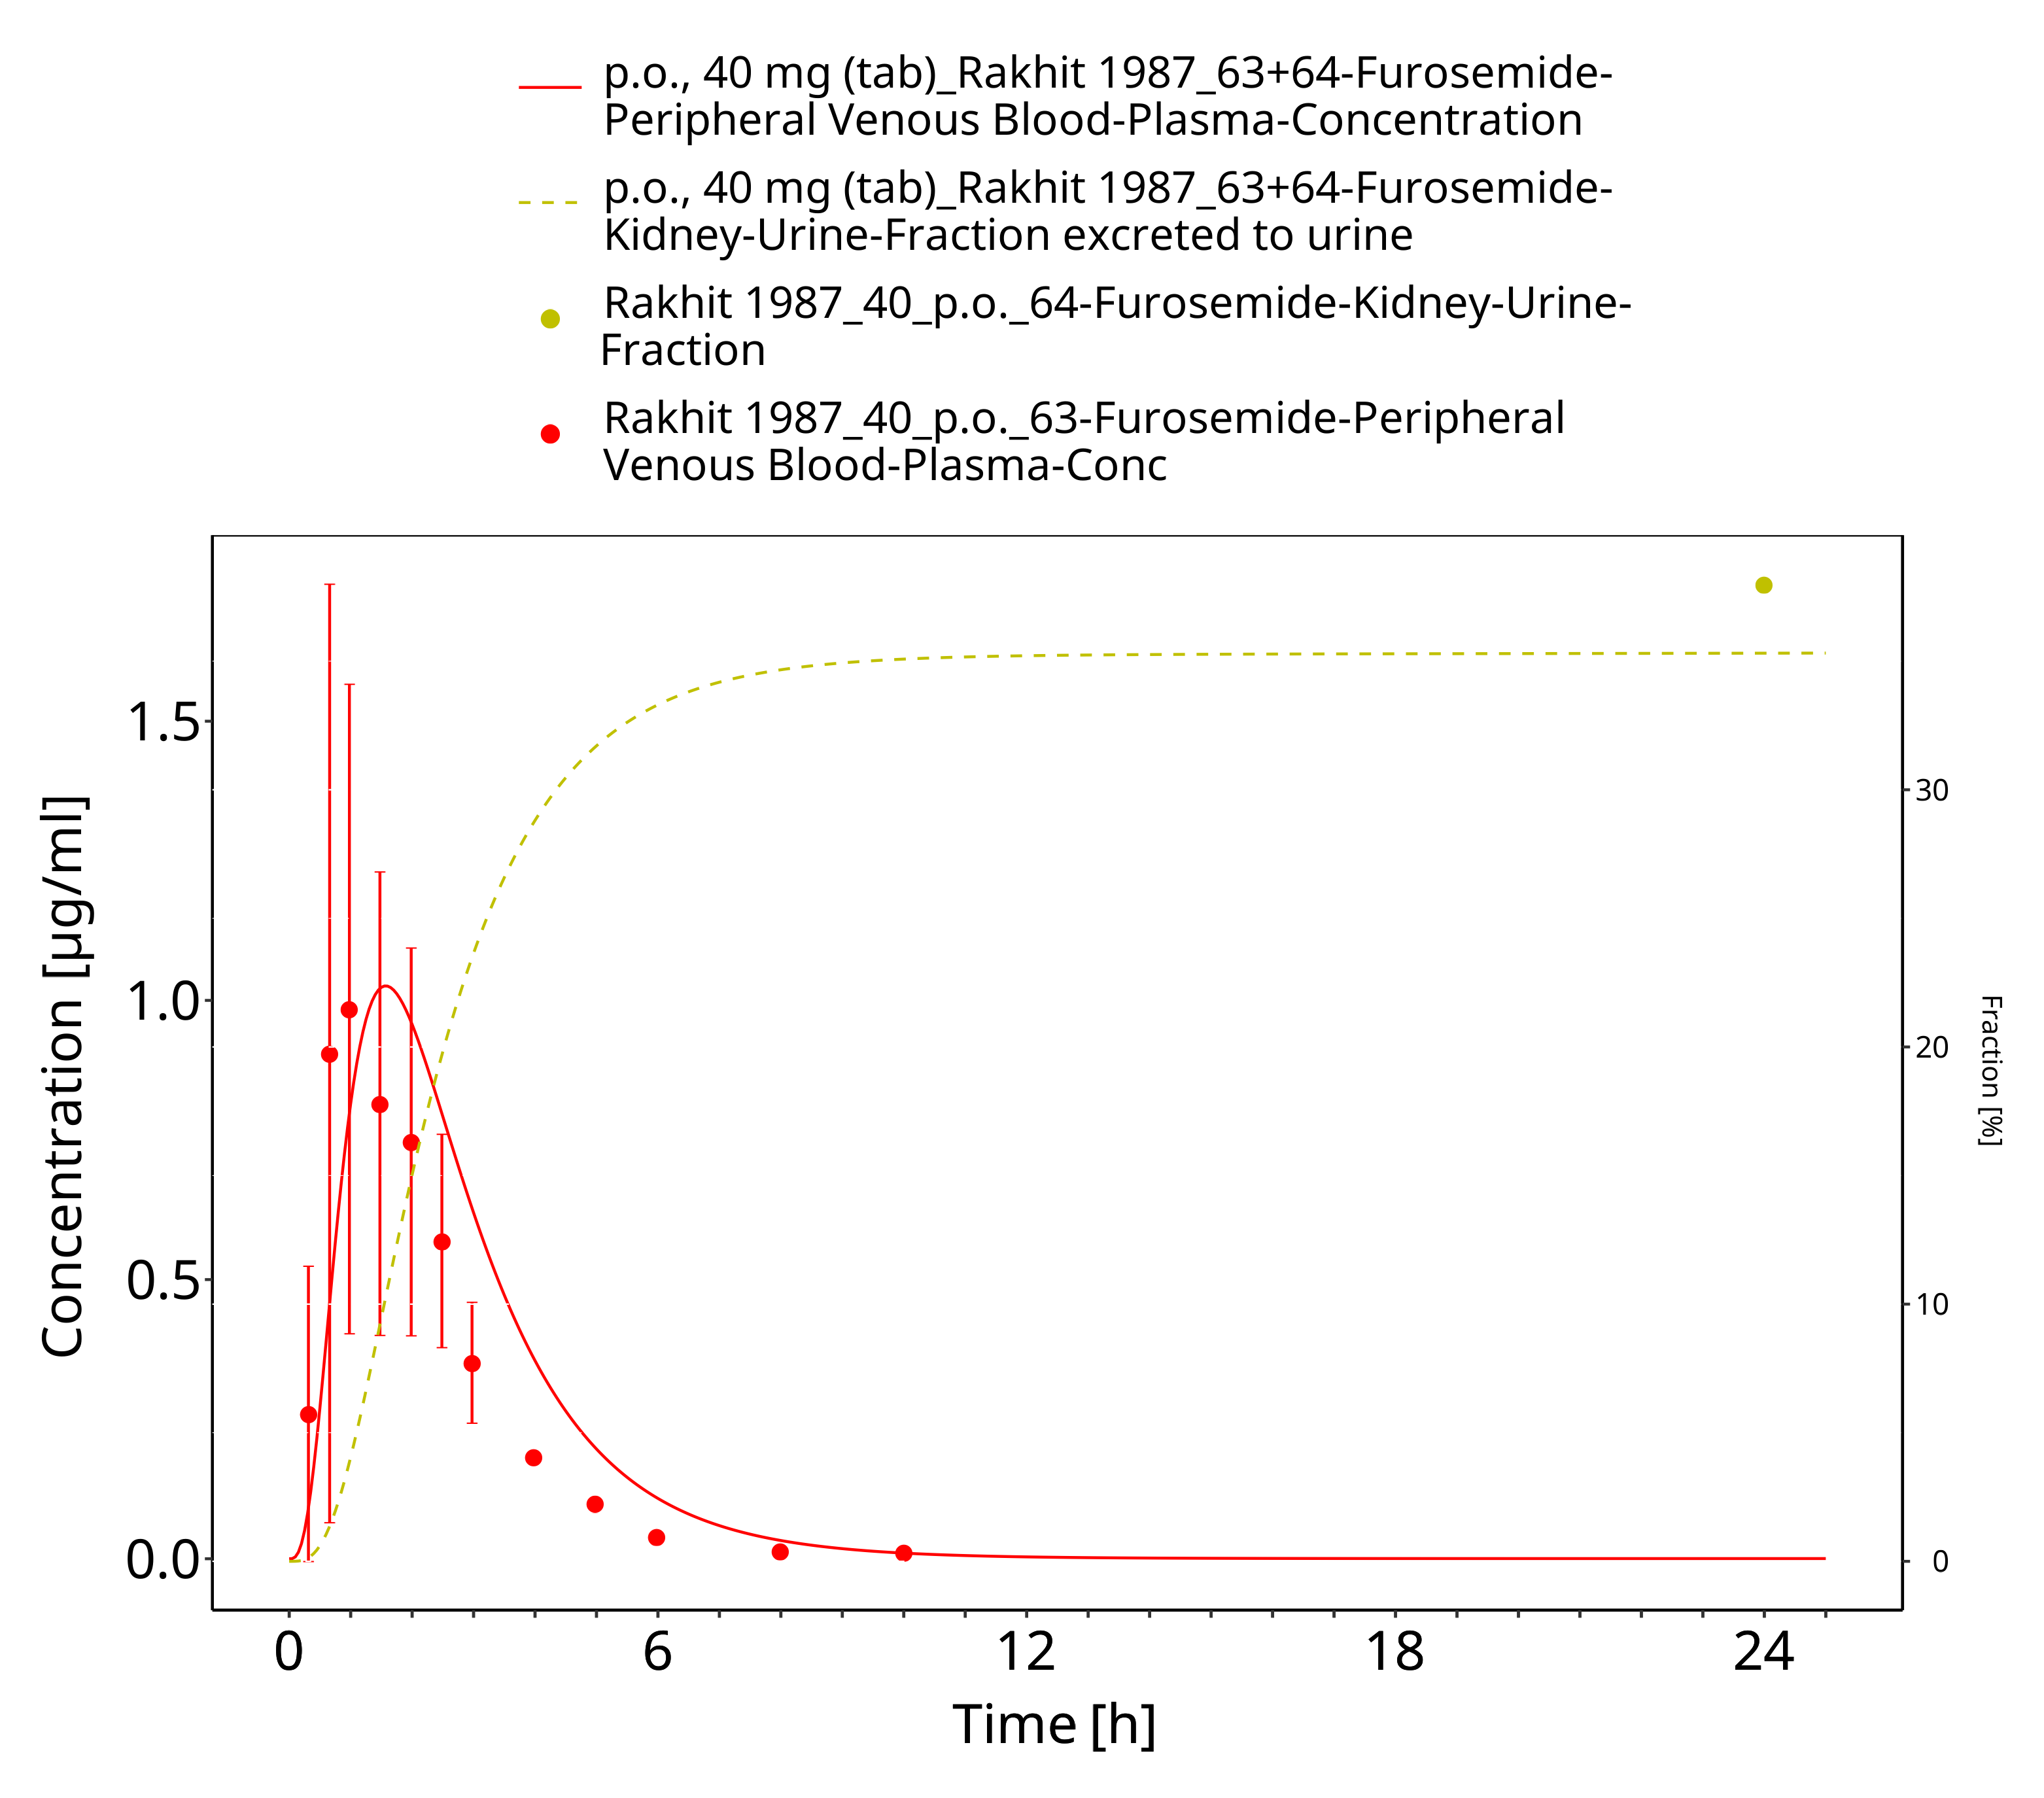 p.o., 40 mg (tab)_Rakhit 1987_63+64-Furosemide-
Peripheral Venous Blood-Plasma-Concentration
p.o., 40 mg (tab)_Rakhit 1987_63+64-Furosemide-
Kidney-Urine-Fraction excreted to urine
Rakhit 1987_40_p.o._64-Furosemide-Kidney-Urine-
Fraction
Rakhit 1987_40_p.o._63-Furosemide-Peripheral
Venous Blood-Plasma-Conc
Concentration [µg/ml]
1.5
1.0
0.5
0.0
30
20
10
0
Fraction [%]
0 6 12 18 24
Time [h]